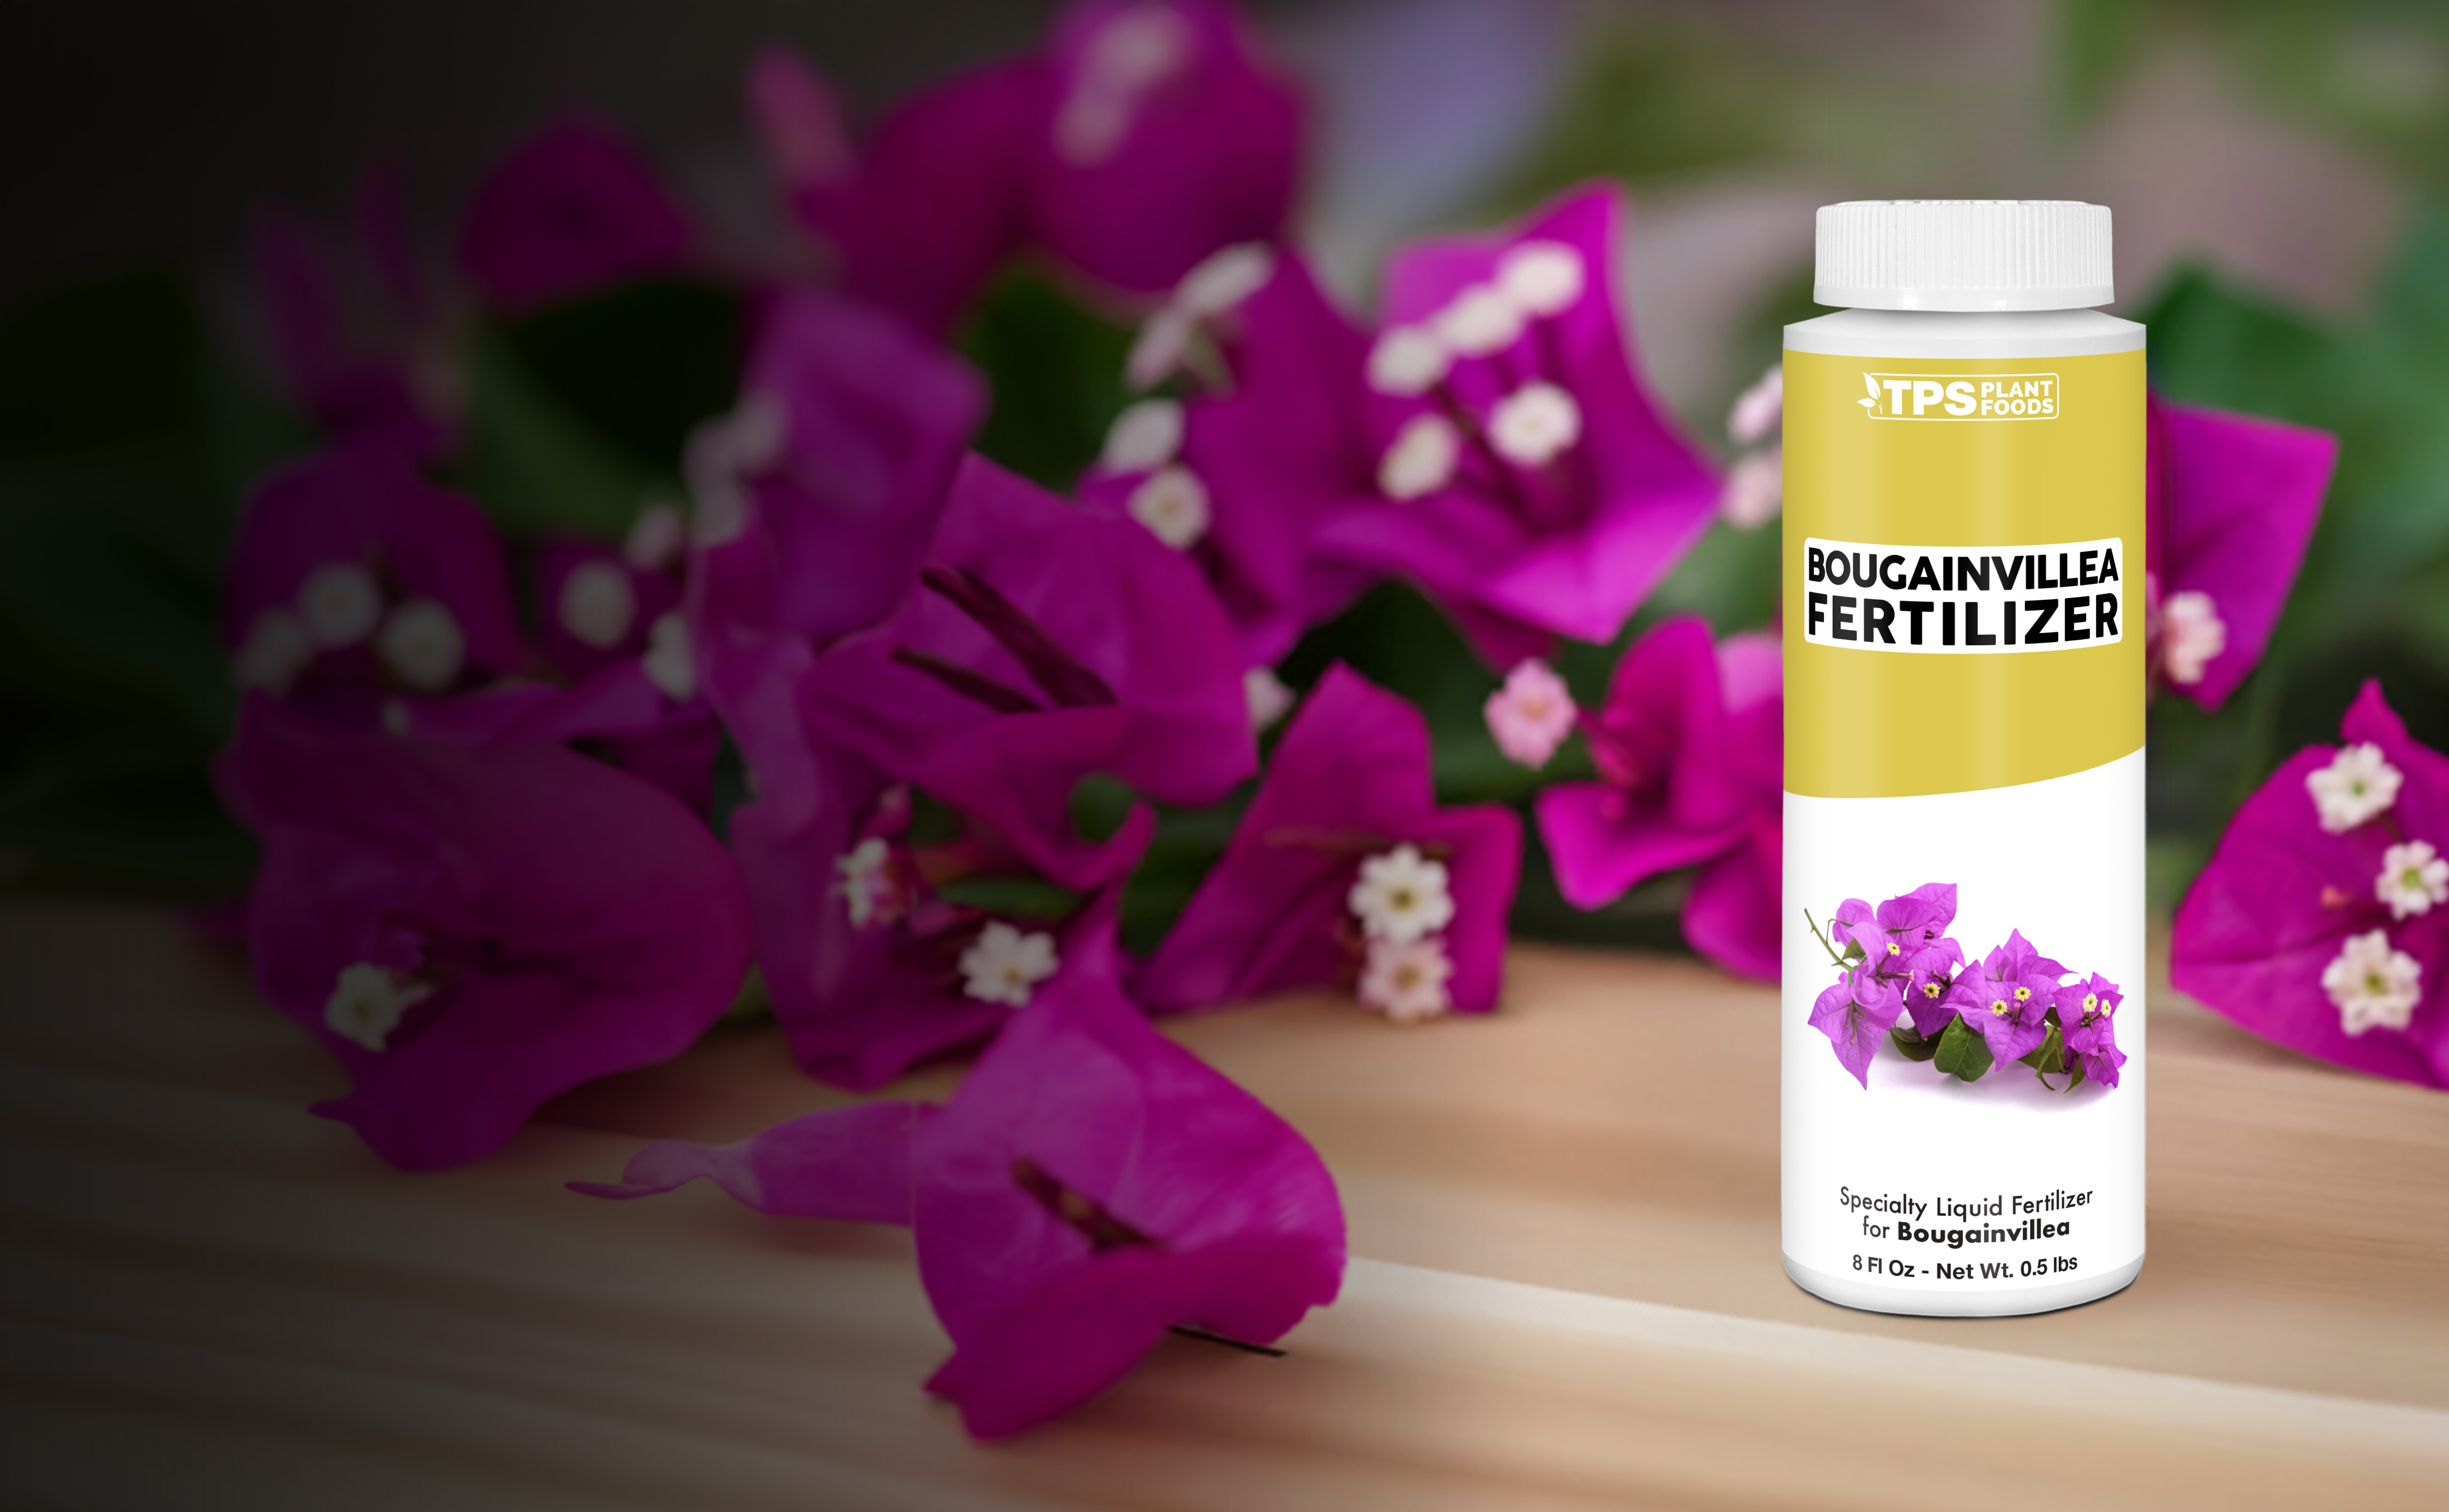 TPS PLANT FOODS
BOUGAINVILLEA
FERTILIZER
Specialty Liquid Fertilizer
for Bougainvillea
8 Fl Oz - Net Wt. 0.5 lbs